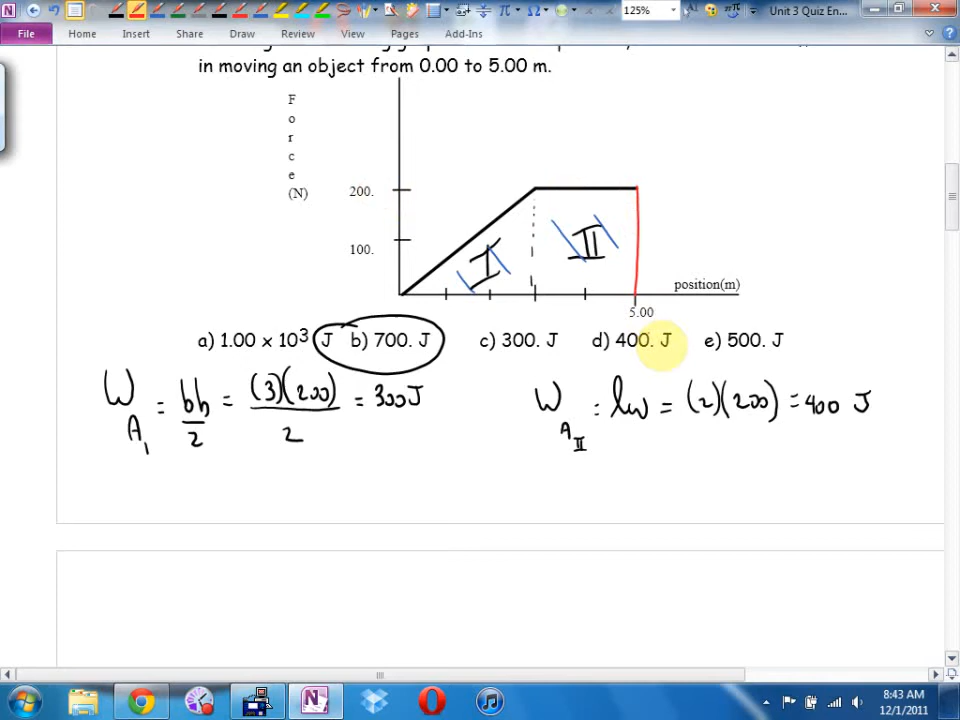 125%
Unit 3 Quiz En...
File Home Insert Share Draw Review View Pages Add-Ins
in moving an object from 0.00 to 5.00 m.
F
o
r
c
e
(N)
200.
100.
I
II
position(m)
5.00
a) 1.00 x 10³ J b) 700. J c) 300. J d) 400. J e) 500. J
W A₁ = bh/2 = (3)(200)/2 = 300J
W A II = lw = (2)(200) = 400 J
8:43 AM
12/1/2011